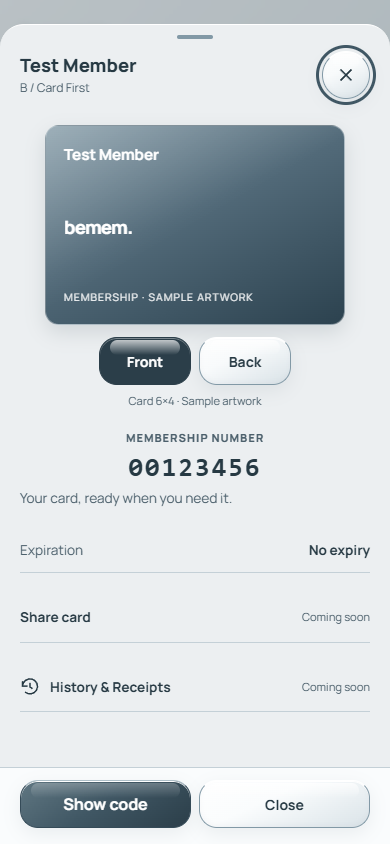 Test Member
B / Card First
Test Member
bemem.
MEMBERSHIP · SAMPLE ARTWORK
Front
Back
Card 6×4 · Sample artwork
MEMBERSHIP NUMBER
00123456
Your card, ready when you need it.
Expiration
No expiry
Share card
Coming soon
History & Receipts
Coming soon
Show code
Close